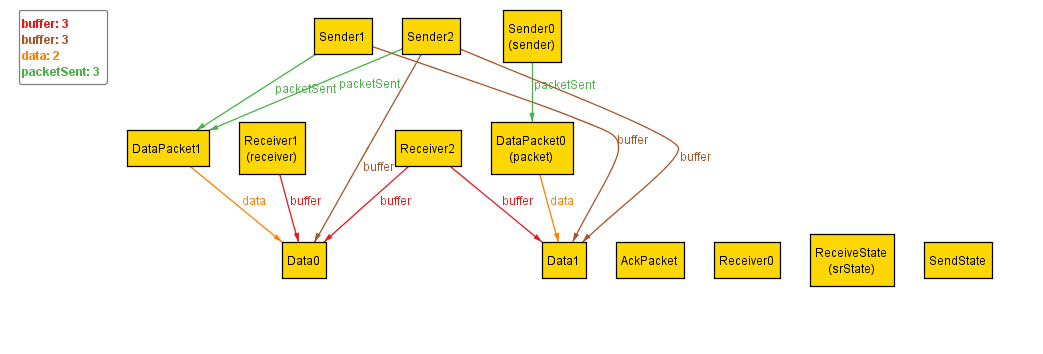 buffer: 3
buffer: 3
data: 2
packetSent: 3
Sender1
Sender2
Sender0
(sender)
packetSent
packetSent
packetSent
DataPacket1
Receiver1
(receiver)
Receiver2
DataPacket0
(packet)
buffer
buffer
buffer
data
buffer
buffer
buffer
data
Data0
Data1
AckPacket
Receiver0
ReceiveState
(srState)
SendState